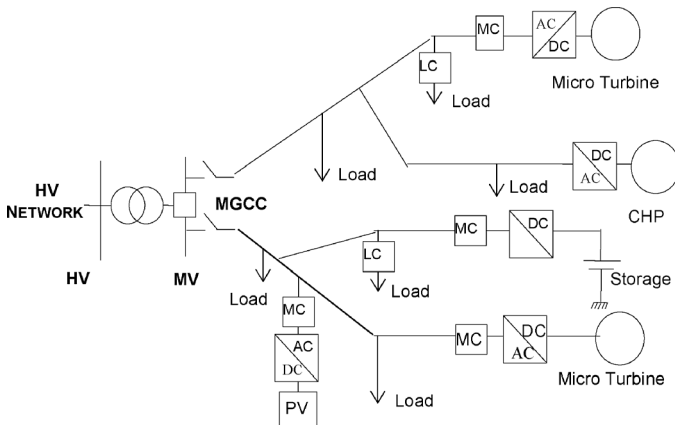 MC
AC
DC
Micro Turbine
LC
Load
Load
Load
DC
AC
CHP
HV
NETWORK
MGCC
HV
MV
MC
DC
Storage
LC
Load
Load
MC
AC
DC
PV
Load
MC
DC
AC
Micro Turbine